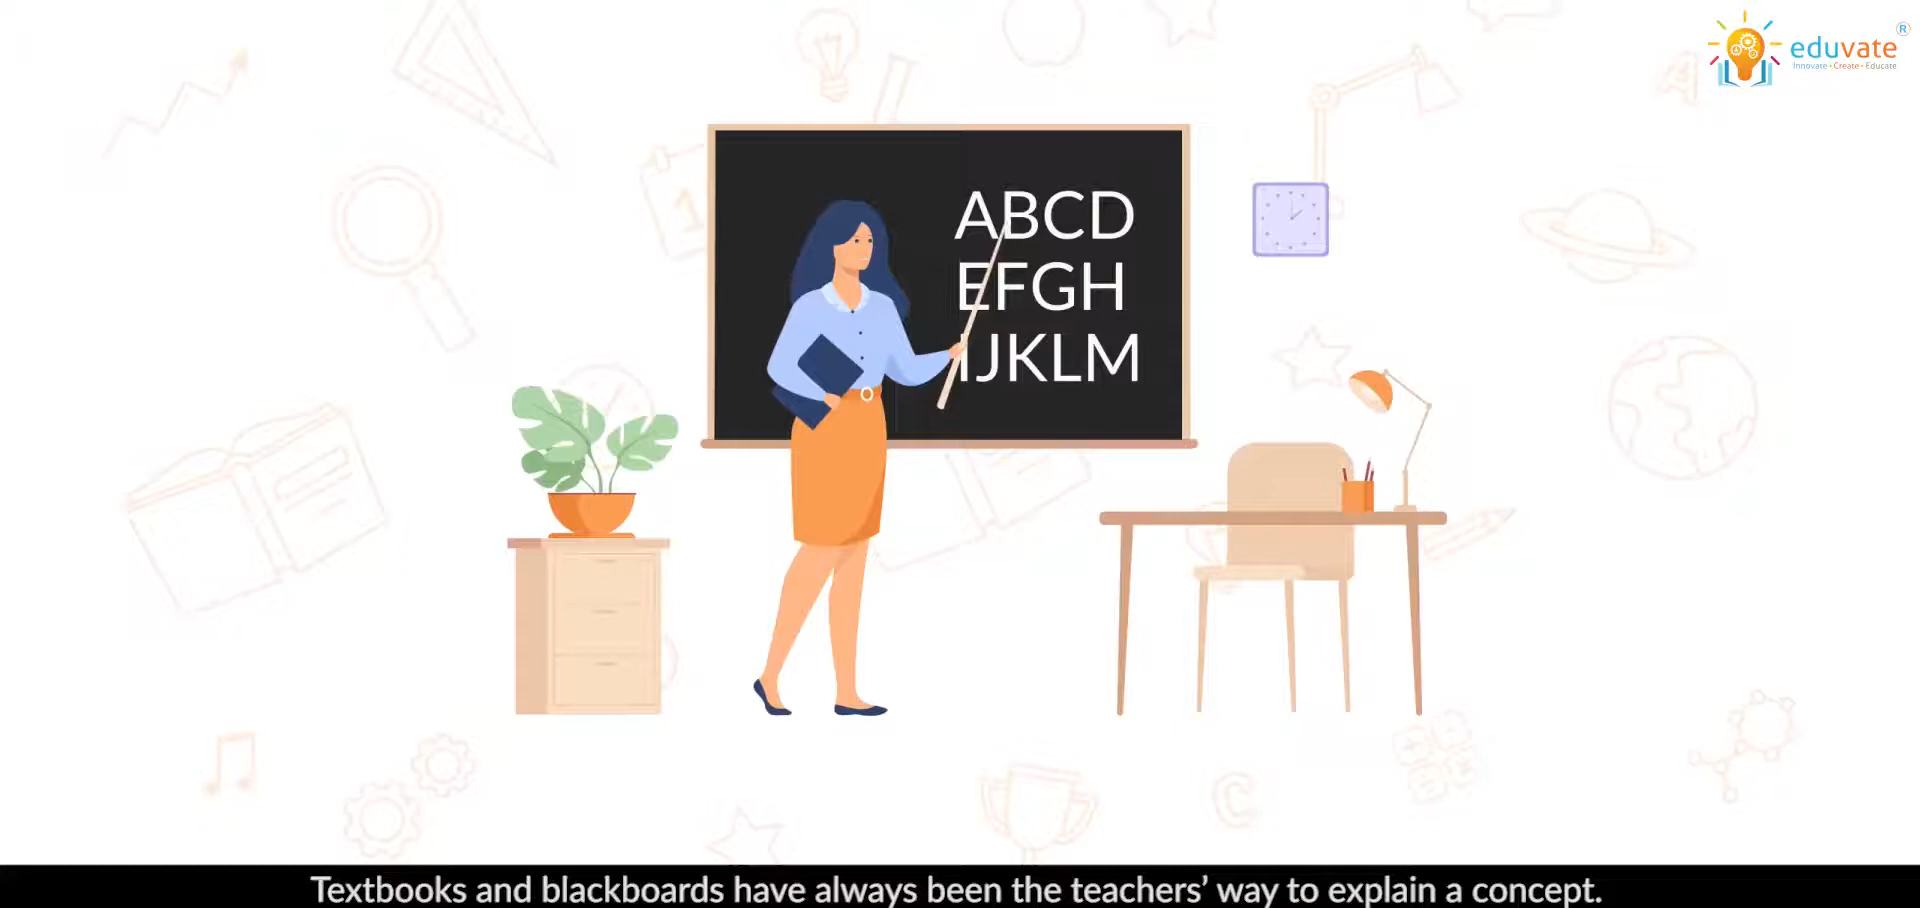 eduvate®
Innovate • Create • Educate
1
A
ABCD
EFGH
IJKLM
C
Textbooks and blackboards have always been the teachers’ way to explain a concept.